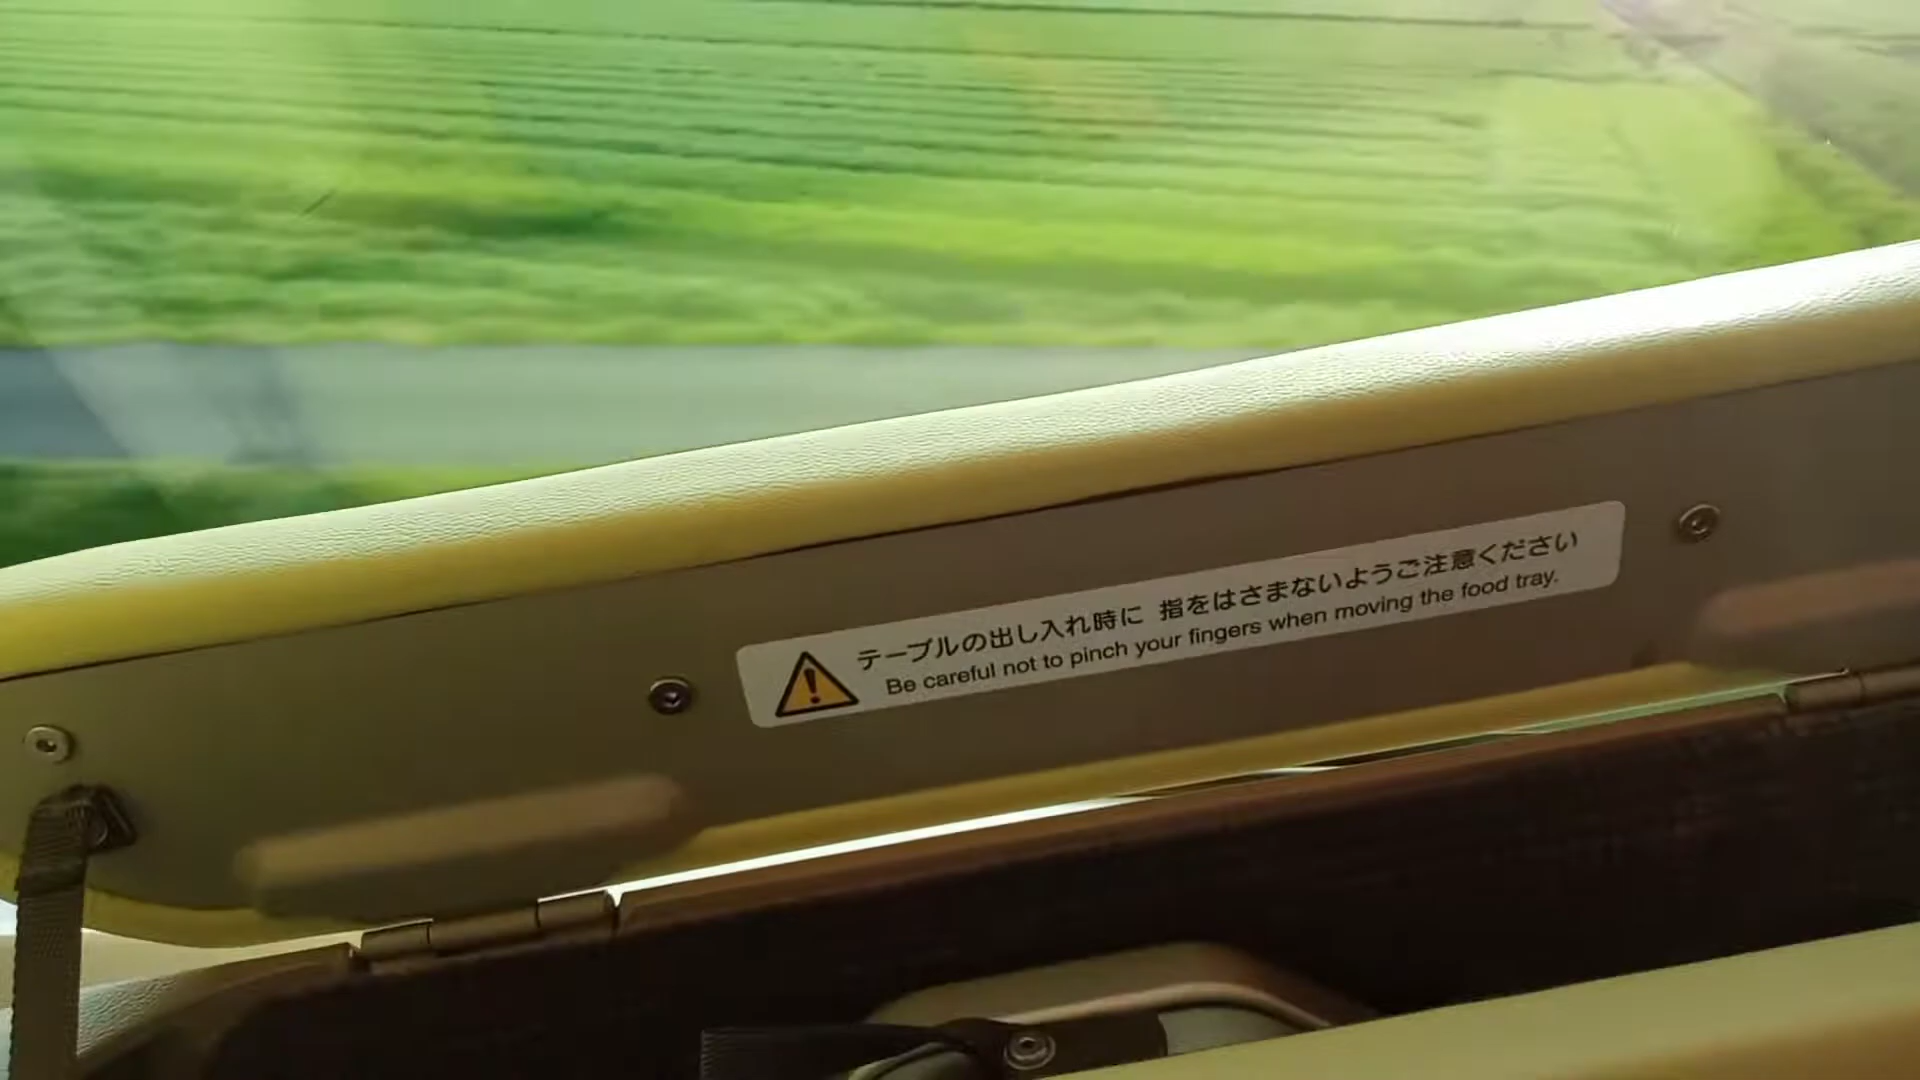 テーブルの出し入れ時に 指をはさまないようご注意ください
Be careful not to pinch your fingers when moving the food tray.